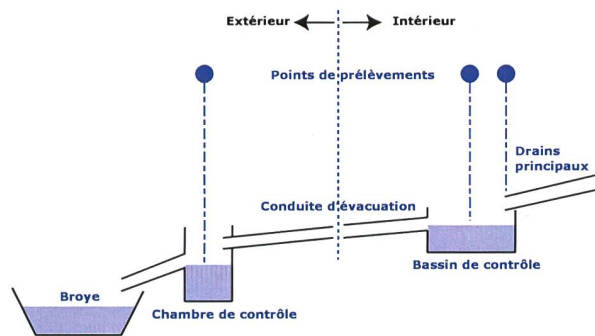 Extérieur
Intérieur
Points de prélèvements
Drains
principaux
Conduite d'évacuation
Bassin de contrôle
Broye
Chambre de contrôle